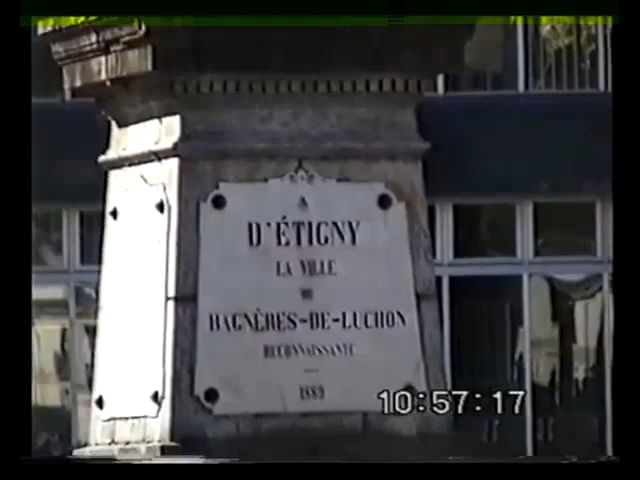 A
D'ÉTIGNY
LA VILLE
DE
BAGNÈRES-DE-LUCHON
RECONNAISSANTE
1889
10:57:17